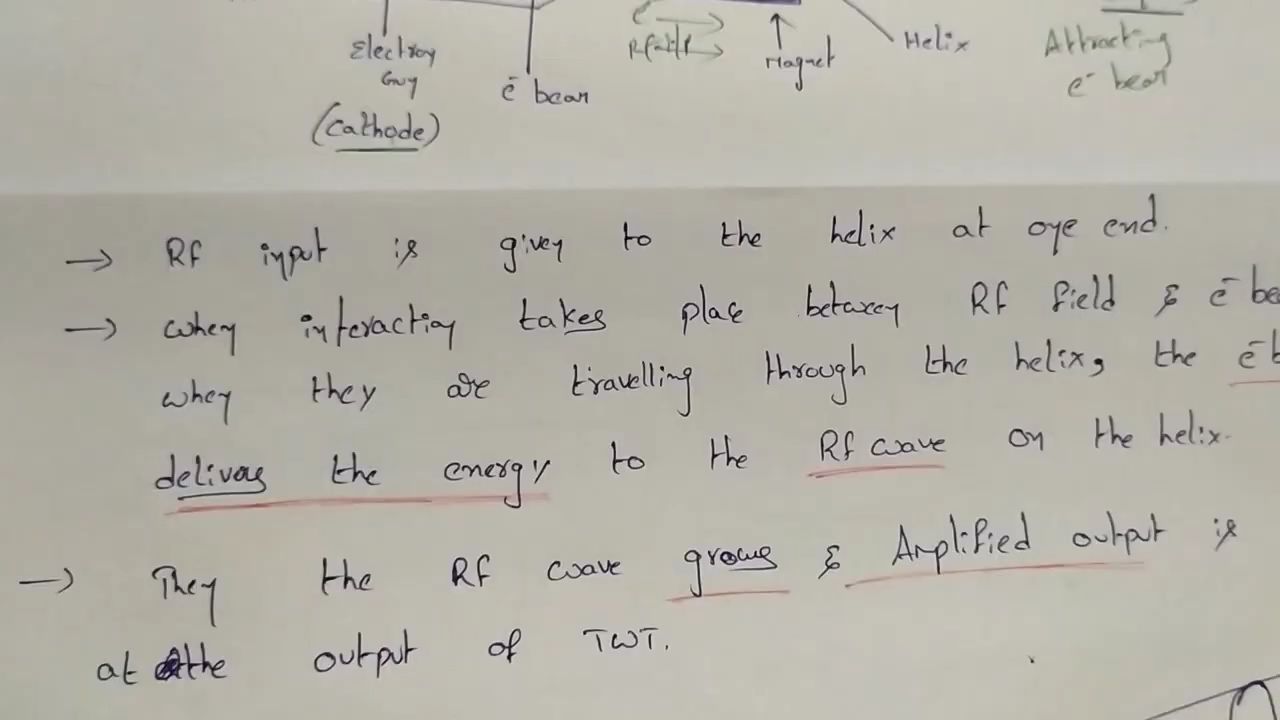 Electron Gun
(Cathode)
e⁻ beam
e⁻
Rf i/p
Magnet
Helix
Attracting
e⁻ beam
→ Rf input is given to the helix at one end.
→ when interaction takes place between Rf field & e⁻ be
when they are travelling through the helix, the e⁻ b
delivers the energy to the Rf wave on the helix.
→ Then the Rf wave grows & Amplified output is
at the output of TWT.